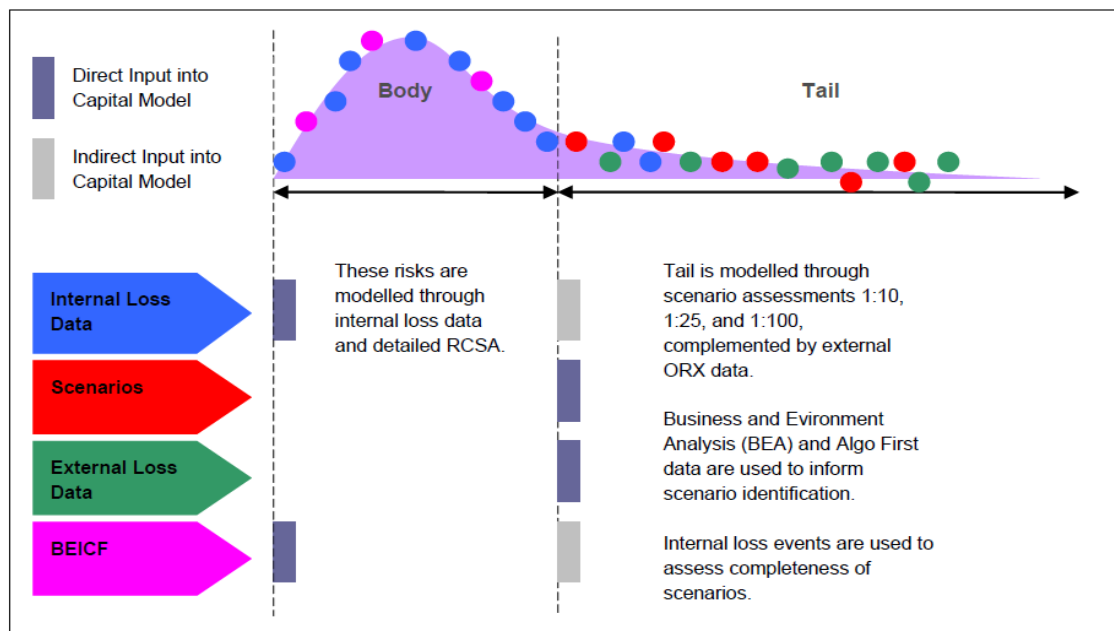 Direct Input into
Capital Model
Indirect Input into
Capital Model
Body
Tail
Internal Loss
Data
Scenarios
External Loss
Data
BEICF
These risks are
modelled through
internal loss data
and detailed RCSA.
Tail is modelled through
scenario assessments 1:10,
1:25, and 1:100,
complemented by external
ORX data.
Business and Evironment
Analysis (BEA) and Algo First
data are used to inform
scenario identification.
Internal loss events are used to
assess completeness of
scenarios.